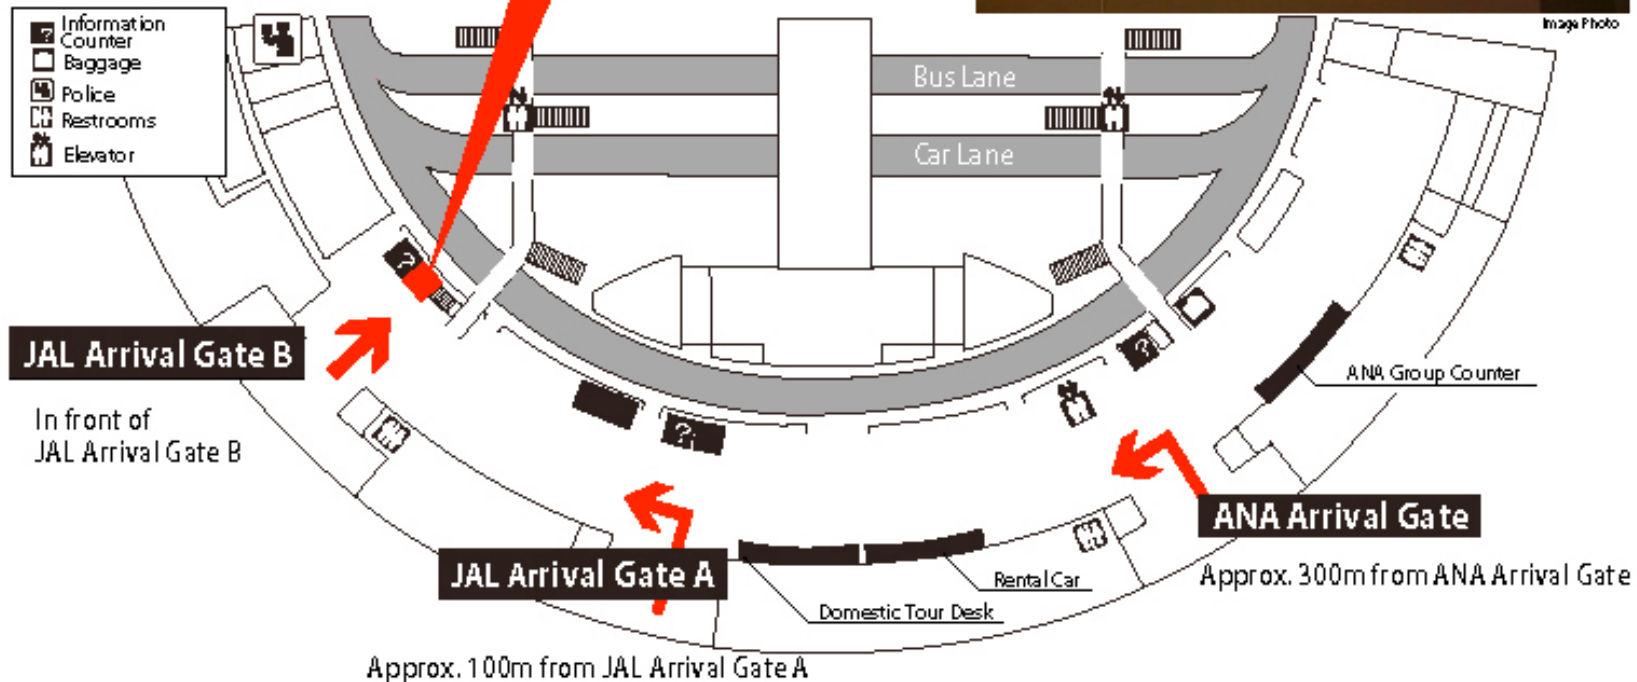 Image Photo
Information
Counter
Baggage
Police
Restrooms
Elevator
Bus Lane
Car Lane
JAL Arrival Gate B
In front of
JAL Arrival Gate B
ANA Group Counter
ANA Arrival Gate
Approx. 300m from ANA Arrival Gate
JAL Arrival Gate A
Rental Car
Domestic Tour Desk
Approx. 100m from JAL Arrival Gate A